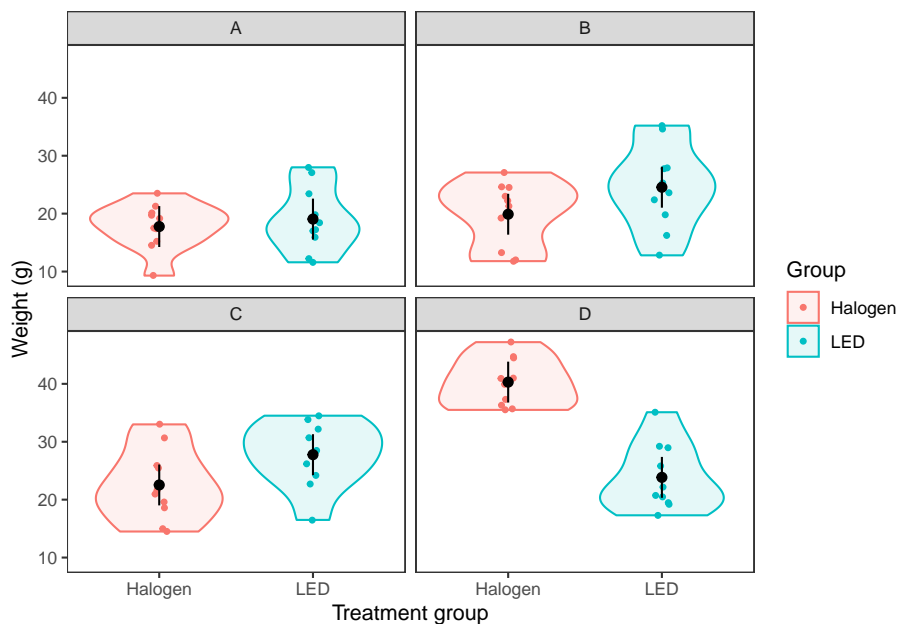 A
B
40
30
20
10
Weight (g)
C
D
40
30
20
10
Halogen
LED
Halogen
LED
Treatment group
Group
Halogen
LED